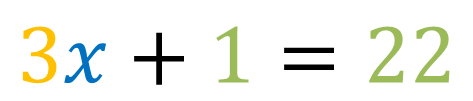 3x + 1 = 22